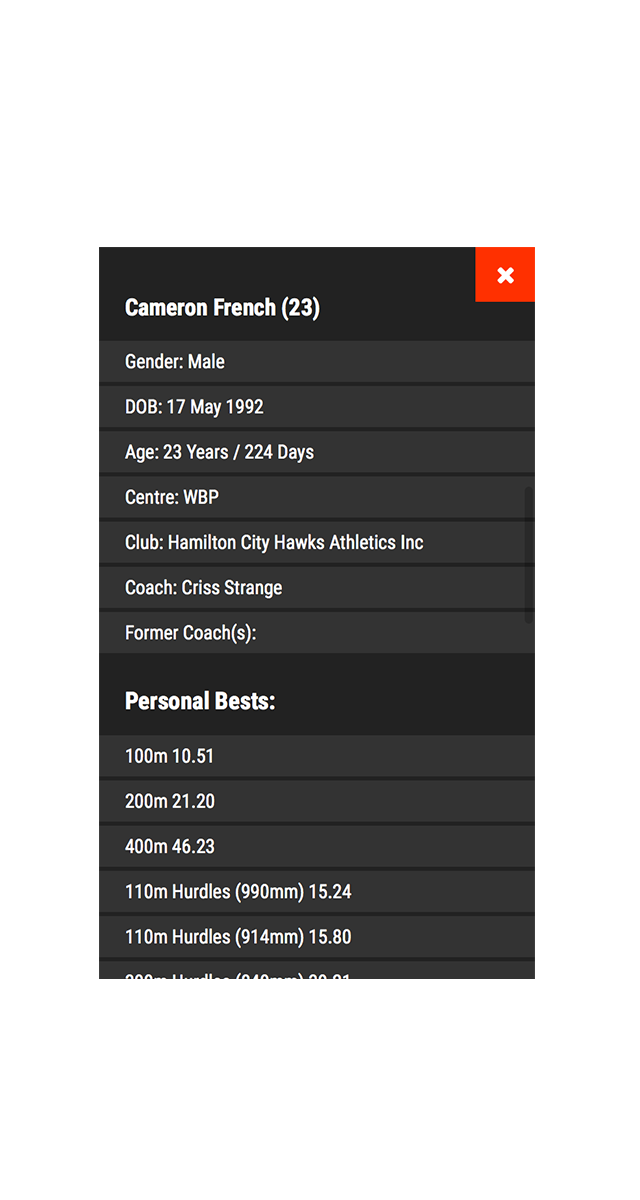 Cameron French (23)
Gender: Male
DOB: 17 May 1992
Age: 23 Years / 224 Days
Centre: WBP
Club: Hamilton City Hawks Athletics Inc
Coach: Criss Strange
Former Coach(s):
Personal Bests:
100m 10.51
200m 21.20
400m 46.23
110m Hurdles (990mm) 15.24
110m Hurdles (914mm) 15.80
Hurdles